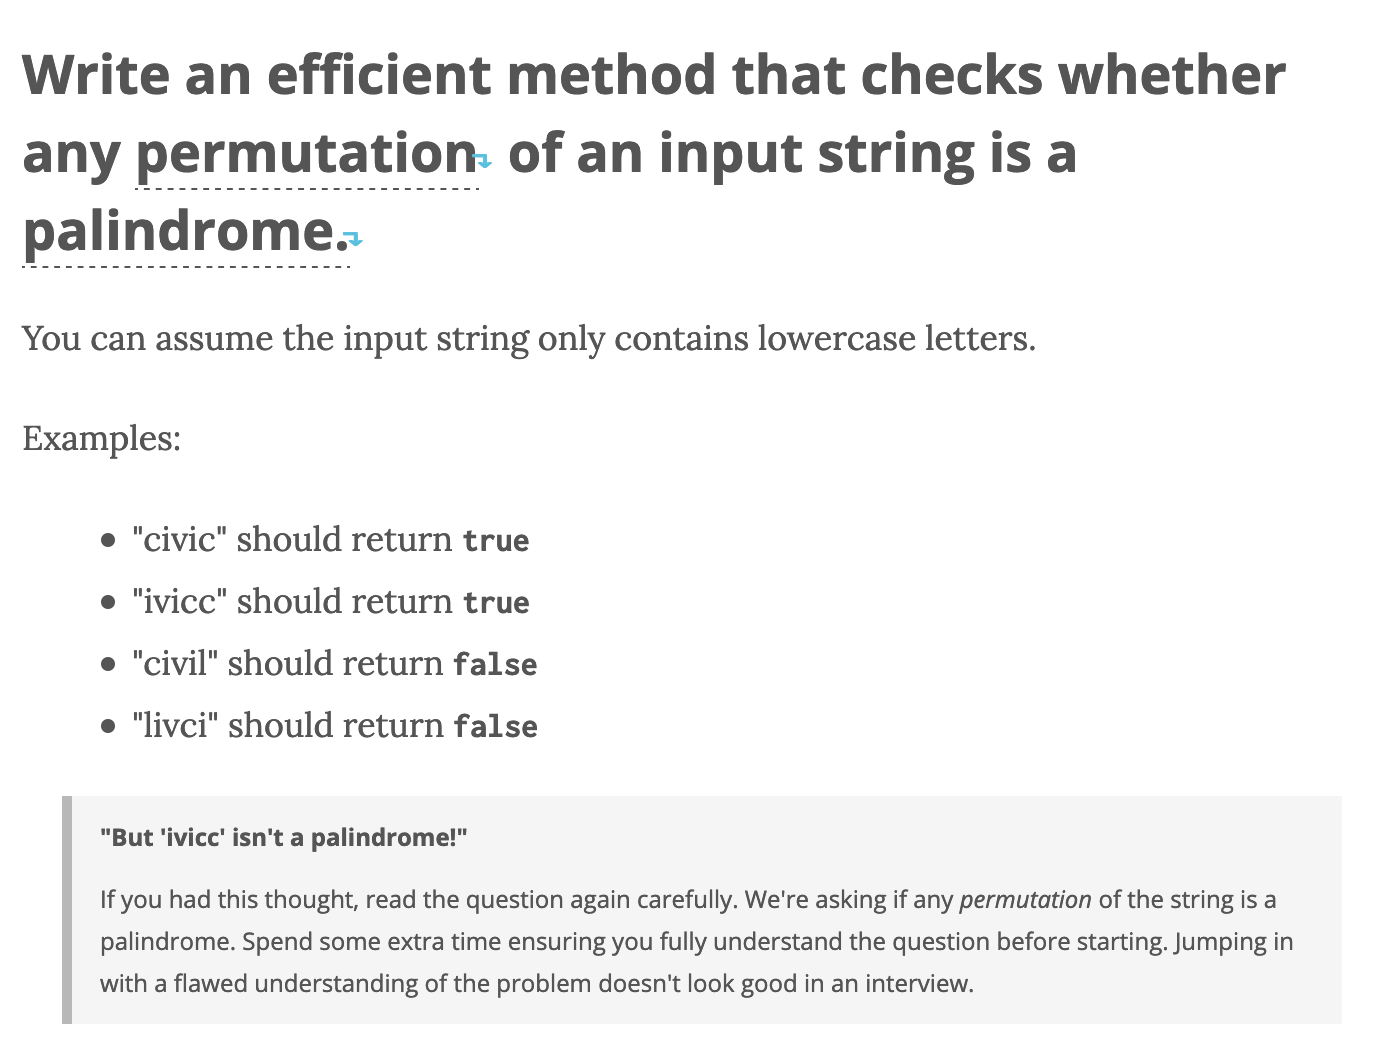 Write an efficient method that checks whether
any permutation of an input string is a
palindrome.
You can assume the input string only contains lowercase letters.
Examples:
• "civic" should return true
• "ivicc" should return true
• "civil" should return false
• "livci" should return false
"But 'ivicc' isn't a palindrome!"
If you had this thought, read the question again carefully. We're asking if any permutation of the string is a
palindrome. Spend some extra time ensuring you fully understand the question before starting. Jumping in
with a flawed understanding of the problem doesn't look good in an interview.